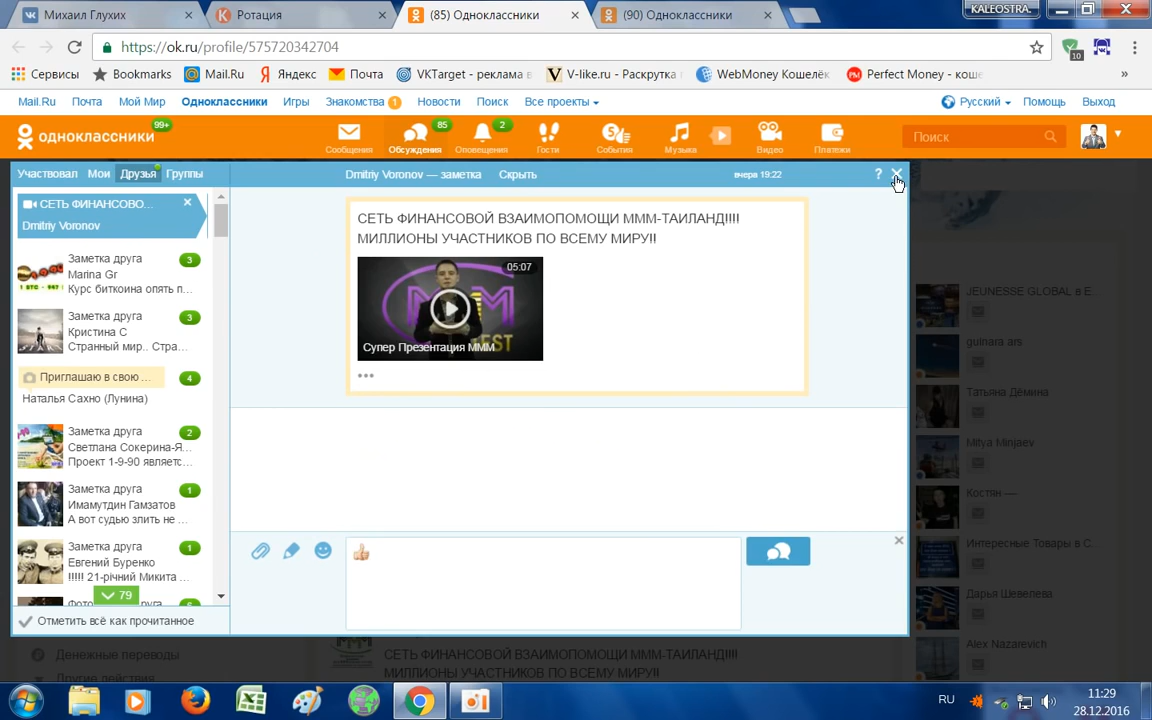 Михаил Глухих
Ротация
(85) Одноклассники
(90) Одноклассники
KALEOSTRA.
https://ok.ru/profile/575720342704
10
Сервисы
Bookmarks
Mail.Ru
Яндекс
Почта
VKTarget - реклама в
V-like.ru - Раскрутка г
WebMoney Кошелёк
Perfect Money - коше
Mail.Ru
Почта
Мой Мир
Одноклассники
Игры
Знакомства 1
Новости
Поиск
Все проекты
Русский
Помощь
Выход
одноклассники
99+
Сообщения
Обсуждения
85
Оповещения
2
Гости
События
Музыка
Видео
Платежи
Поиск
Участвовал
Мои
Друзья
Группы
Dmitriy Voronov — заметка
Скрыть
вчера 19:22
?
СЕТЬ ФИНАНСОВО...
Dmitriy Voronov
Заметка друга
3
Marina Gr
Курс биткоина опять п...
Заметка друга
3
Кристина С
Странный мир.. Стра...
Приглашаю в свою ...
4
Наталья Сахно (Лунина)
Заметка друга
2
Светлана Сокерина-Я...
Проект 1-9-90 являетс...
Заметка друга
1
Имамутдин Гамзатов
А вот судью злить не ...
Заметка друга
1
Евгений Буренко
!!!!! 21-річний Микита ...
79
Отметить всё как прочитанное
СЕТЬ ФИНАНСОВОЙ ВЗАИМОПОМОЩИ МММ-ТАИЛАНД!!!!
МИЛЛИОНЫ УЧАСТНИКОВ ПО ВСЕМУ МИРУ!!
05:07
Супер Презентация МММ
JEUNESSE GLOBAL в Е...
gulnara ars
Татьяна Дёмина
Mitya Minjaev
Костян —-
Интересные Товары в С...
Дарья Шевелева
Alex Nazarevich
Денежные переводы
Другие действия
СЕТЬ ФИНАНСОВОЙ ВЗАИМОПОМОЩИ МММ-ТАИЛАНД!!!!
МИЛЛИОНЫ УЧАСТНИКОВ ПО ВСЕМУ МИРУ!!
RU
11:29
28.12.2016